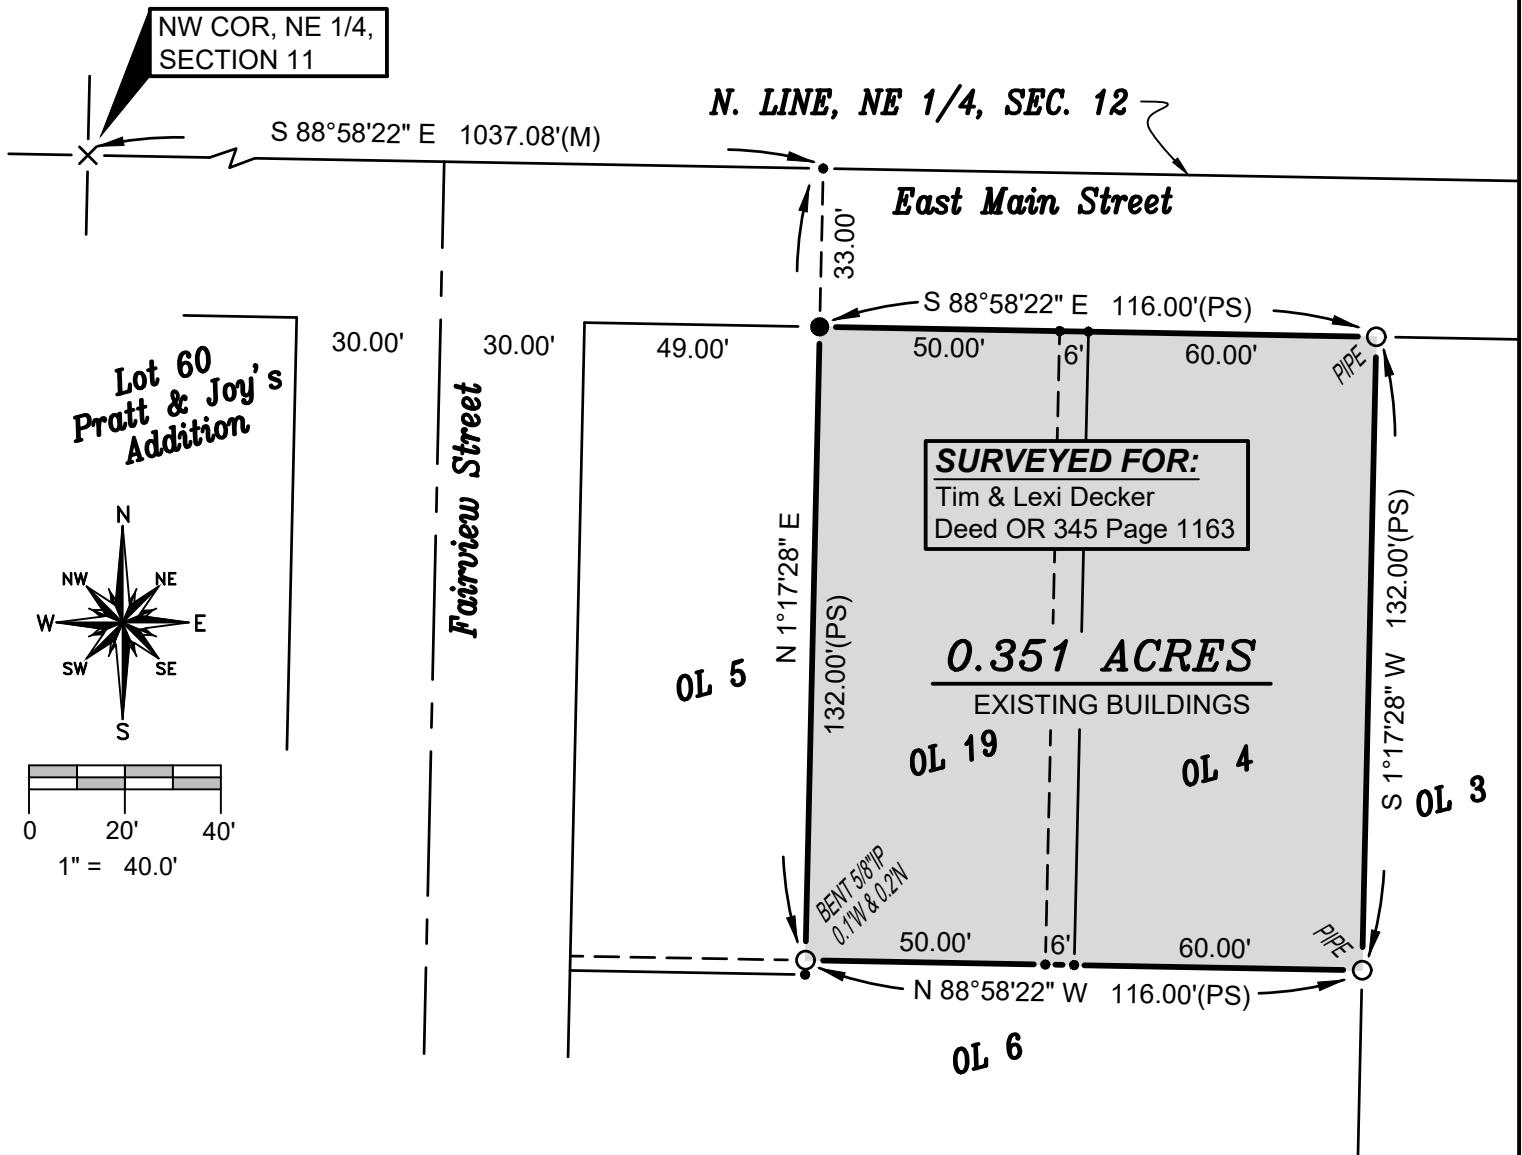 NW COR, NE 1/4,
SECTION 11
N. LINE, NE 1/4, SEC. 12
S 88°58'22" E 1037.08'(M)
East Main Street
33.00'
S 88°58'22" E 116.00'(PS)
30.00'
30.00'
49.00'
50.00'
6'
60.00'
PIPE
Lot 60
Pratt & Joy's
Addition
Fairview Street
SURVEYED FOR:
Tim & Lexi Decker
Deed OR 345 Page 1163
N 1°17'28" E
132.00'(PS)
S 1°17'28" W 132.00'(PS)
N
NW
NE
W
E
SW
SE
S
0.351 ACRES
EXISTING BUILDINGS
OL 5
OL 19
OL 4
OL 3
0
20'
40'
1" = 40.0'
BENT 5/8"IP
0.1'W & 0.2'N
50.00'
6'
60.00'
PIPE
N 88°58'22" W 116.00'(PS)
OL 6